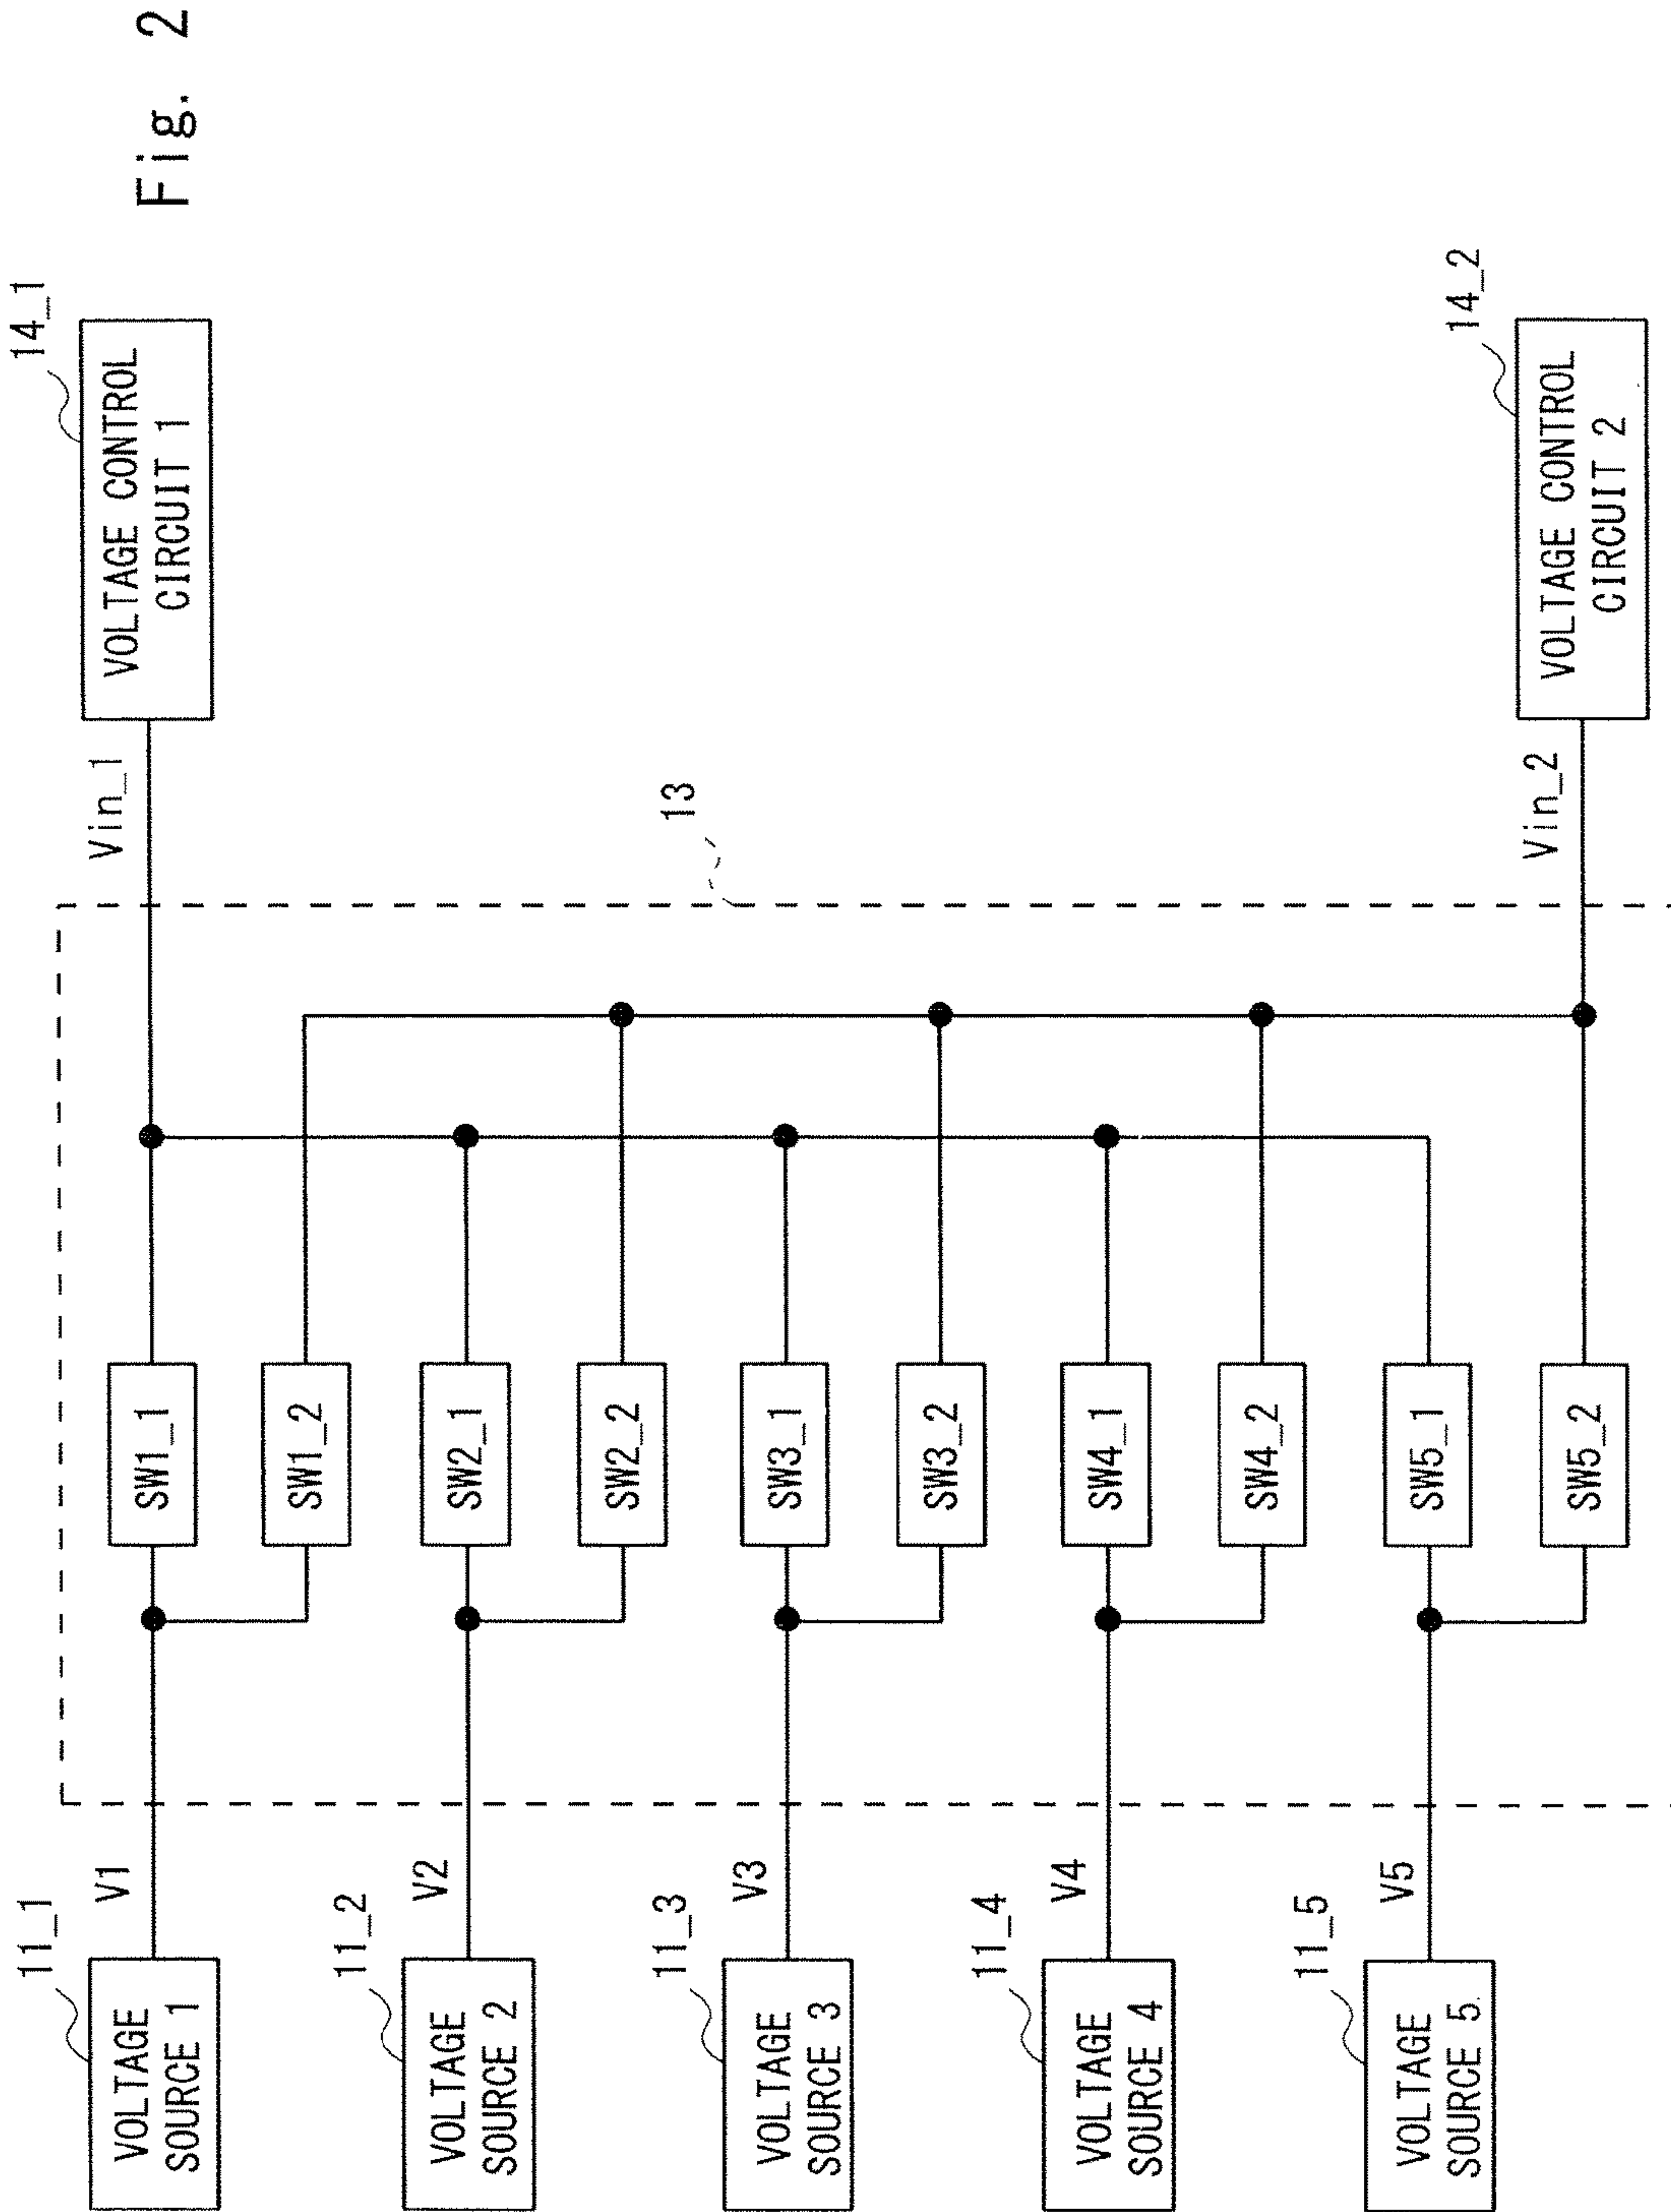 Fig. 2
11_1
VOLTAGE
SOURCE 1
V1
11_2
VOLTAGE
SOURCE 2
V2
11_3
VOLTAGE
SOURCE 3
V3
11_4
VOLTAGE
SOURCE 4
V4
11_5
VOLTAGE
SOURCE 5
V5
SW1_1
SW1_2
SW2_1
SW2_2
SW3_1
SW3_2
SW4_1
SW4_2
SW5_1
SW5_2
13
Vin_1
14_1
VOLTAGE CONTROL
CIRCUIT 1
Vin_2
14_2
VOLTAGE CONTROL
CIRCUIT 2